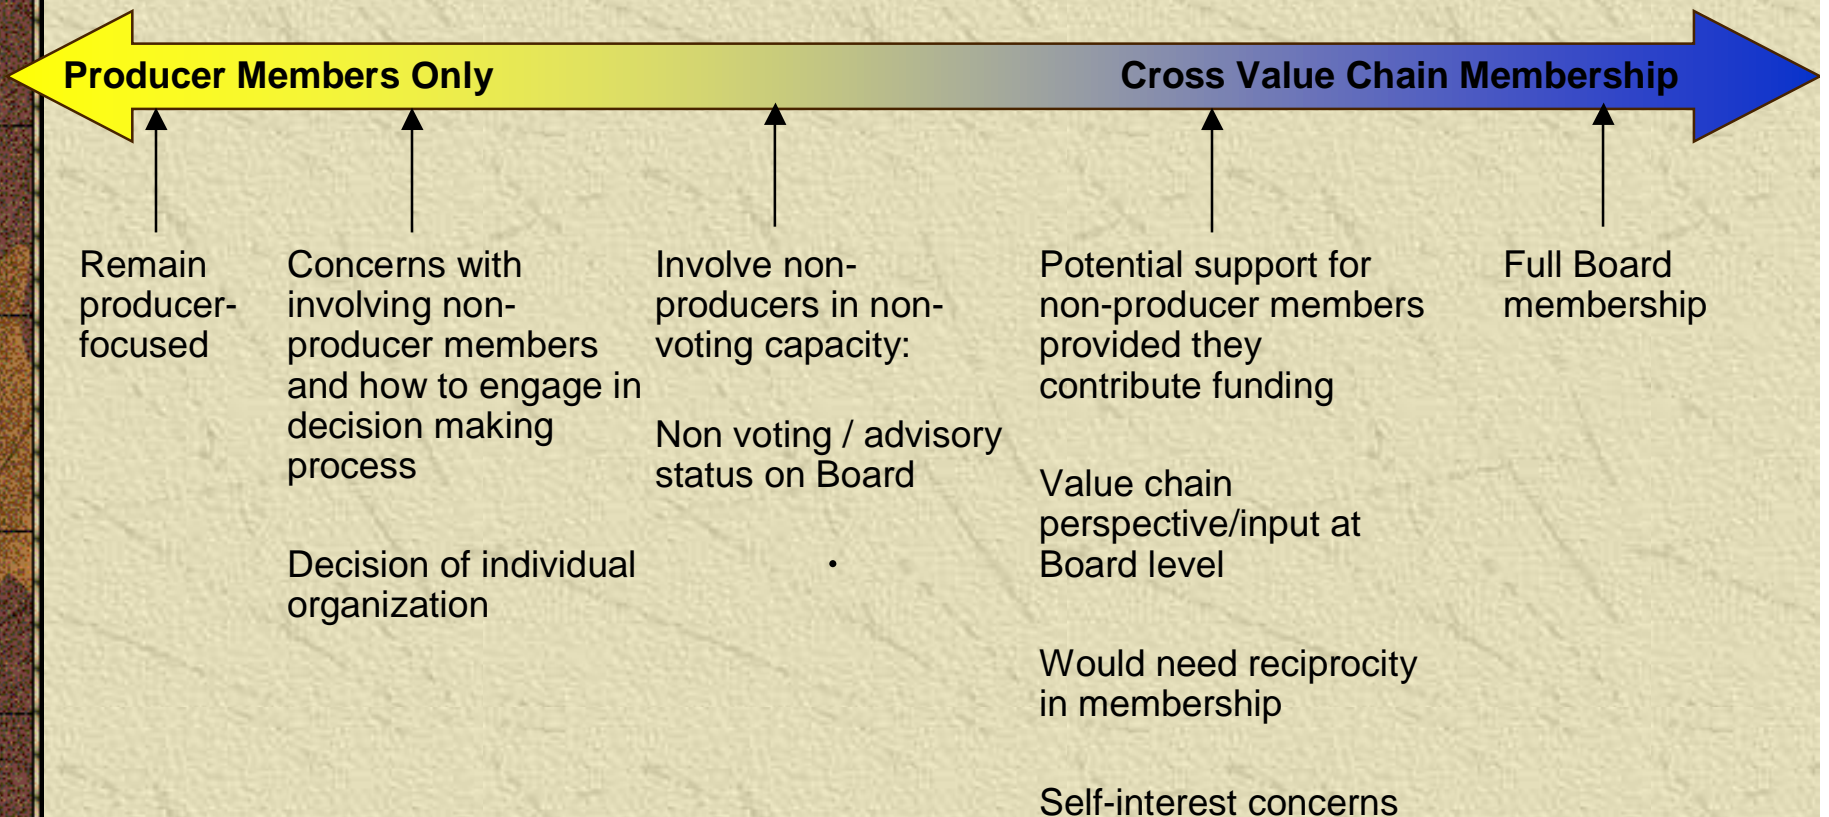 Producer Members Only
Cross Value Chain Membership
Remain
producer-
focused
Concerns with
involving non-
producer members
and how to engage in
decision making
process
Decision of individual
organization
Involve non-
producers in non-
voting capacity:
Non voting / advisory
status on Board
•
Potential support for
non-producer members
provided they
contribute funding
Value chain
perspective/input at
Board level
Would need reciprocity
in membership
Self-interest concerns
Full Board
membership